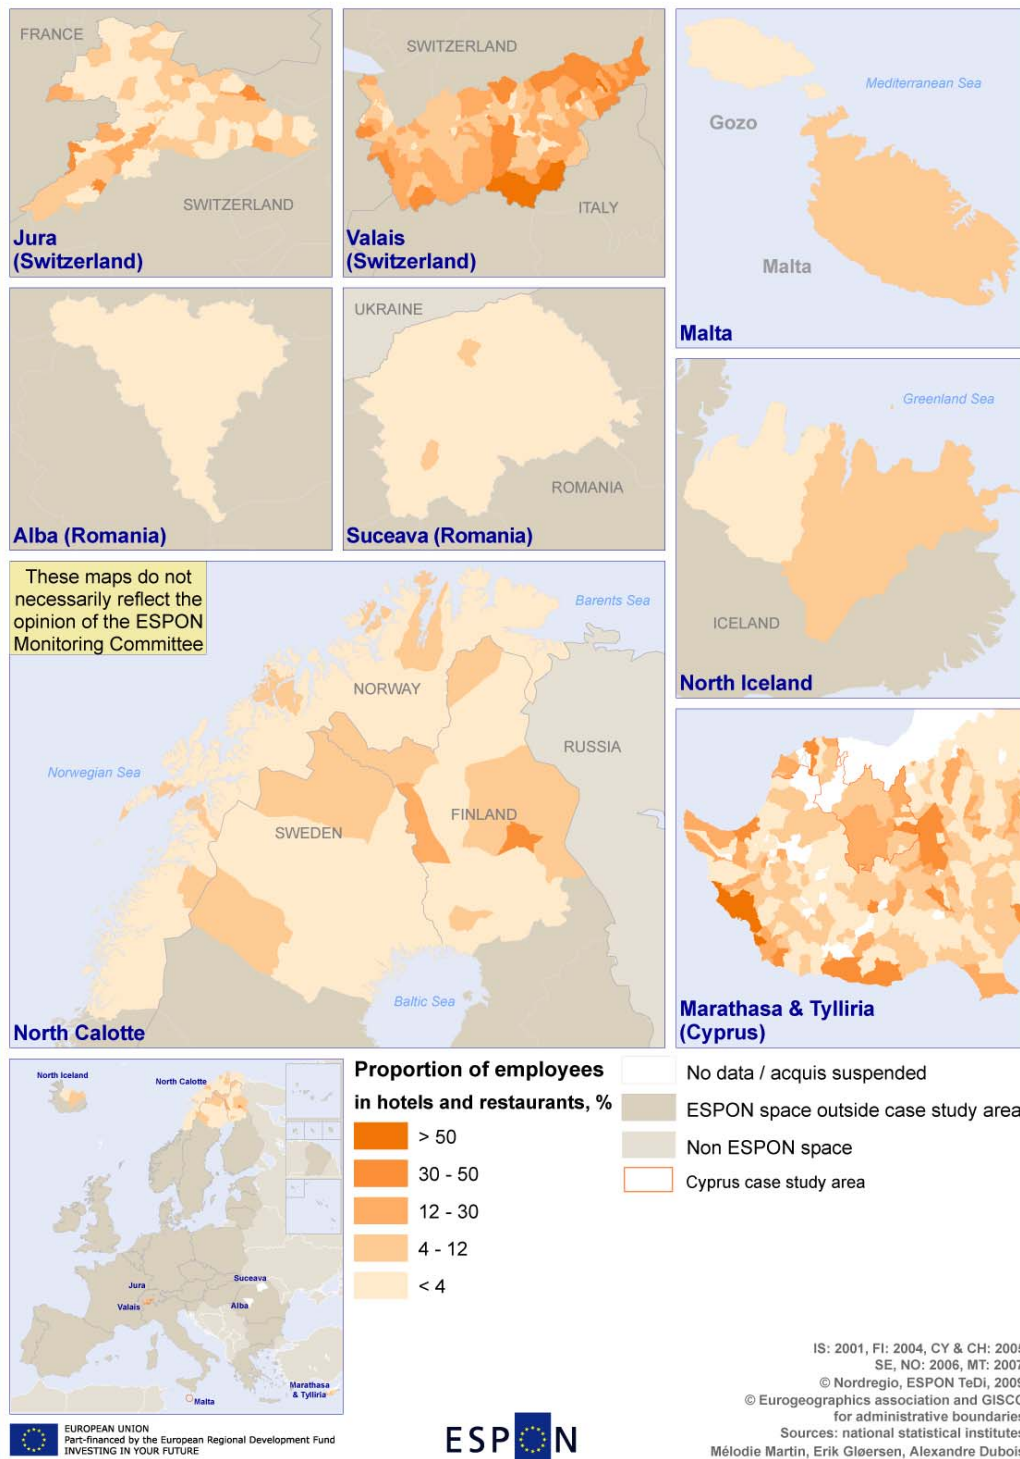 FRANCE
SWITZERLAND
Jura
(Switzerland)
SWITZERLAND
ITALY
Valais
(Switzerland)
Mediterranean Sea
Gozo
Malta
Malta
Alba (Romania)
UKRAINE
ROMANIA
Suceava (Romania)
Greenland Sea
ICELAND
North Iceland
These maps do not
necessarily reflect the
opinion of the ESPON
Monitoring Committee
Barents Sea
NORWAY
RUSSIA
Norwegian Sea
SWEDEN
FINLAND
Baltic Sea
North Calotte
Marathasa & Tylliria
(Cyprus)
North Iceland
North Calotte
Jura
Suceava
Valais
Alba
Marathasa
& Tylliria
Malta
Proportion of employees
in hotels and restaurants, %
> 50
30 - 50
12 - 30
4 - 12
< 4
No data / acquis suspended
ESPON space outside case study area
Non ESPON space
Cyprus case study area
IS: 2001, FI: 2004, CY & CH: 2005
SE, NO: 2006, MT: 2007
© Nordregio, ESPON TeDi, 2009
© Eurogeographics association and GISCO
for administrative boundaries
Sources: national statistical institutes
Mélodie Martin, Erik Gløersen, Alexandre Dubois
EUROPEAN UNION
Part-financed by the European Regional Development Fund
INVESTING IN YOUR FUTURE
ESPON